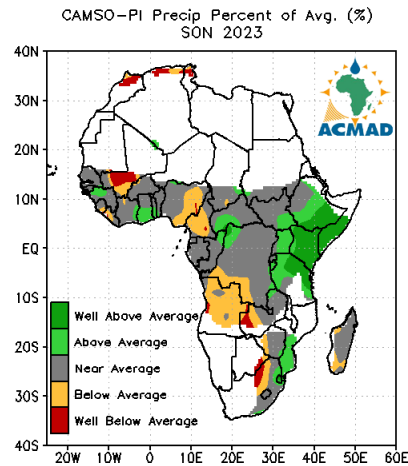 CAMSO-PI Precip Percent of Avg. (%)
SON 2023
ACMAD
40N
30N
20N
10N
EQ
10S
20S
30S
40S
Well Above Average
Above Average
Near Average
Below Average
Well Below Average
20W 10W 0 10E 20E 30E 40E 50E 60E